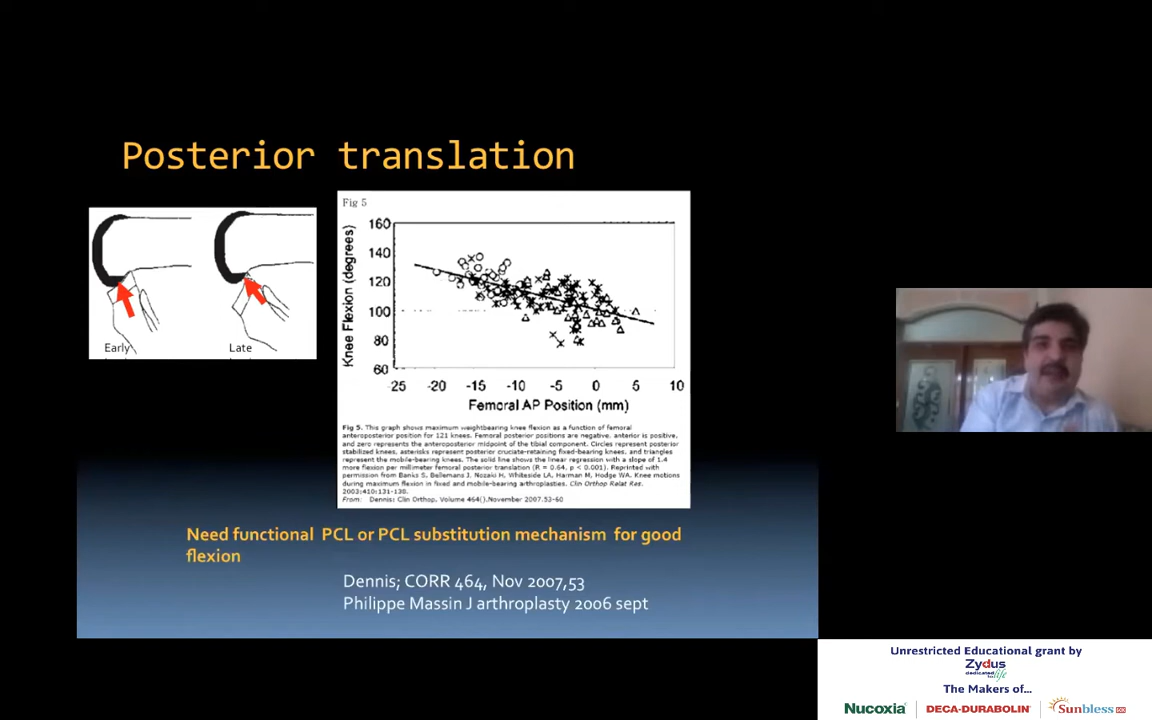 Posterior translation
Early
Late
Fig 5
Knee Flexion (degrees)
160
140
120
100
80
60
-25 -20 -15 -10 -5 0 5 10
Femoral AP Position (mm)
Fig 5. This graph shows maximum weightbearing knee flexion as a function of femoral
anteroposterior position for 121 knees. Femoral posterior positions are negative, anterior is positive,
and zero represents the anteroposterior midpoint of the tibial component. Circles represent posterior
stabilized knees, asterisks represent posterior cruciate-retaining fixed-bearing knees, and triangles
represent the mobile-bearing knees. The solid line shows the linear regression with a slope of 1.4
more flexion per millimeter femoral posterior translation (R = 0.64, p < 0.001). Reprinted with
permission from Banks S, Bellemans J, Nozaki H, Whiteside LA, Harman M, Hodge WA. Knee motions
during maximum flexion in fixed and mobile-bearing arthroplasties. Clin Orthop Relat Res.
2003;410:131-138.
From: Dennis: Clin Orthop, Volume 464().November 2007.53-60
Need functional PCL or PCL substitution mechanism for good
flexion
Dennis; CORR 464, Nov 2007,53
Philippe Massin J arthroplasty 2006 sept
Unrestricted Educational grant by
Zydus
dedicated to life
The Makers of...
Nucoxia DECA-DURABOLIN Sunbless